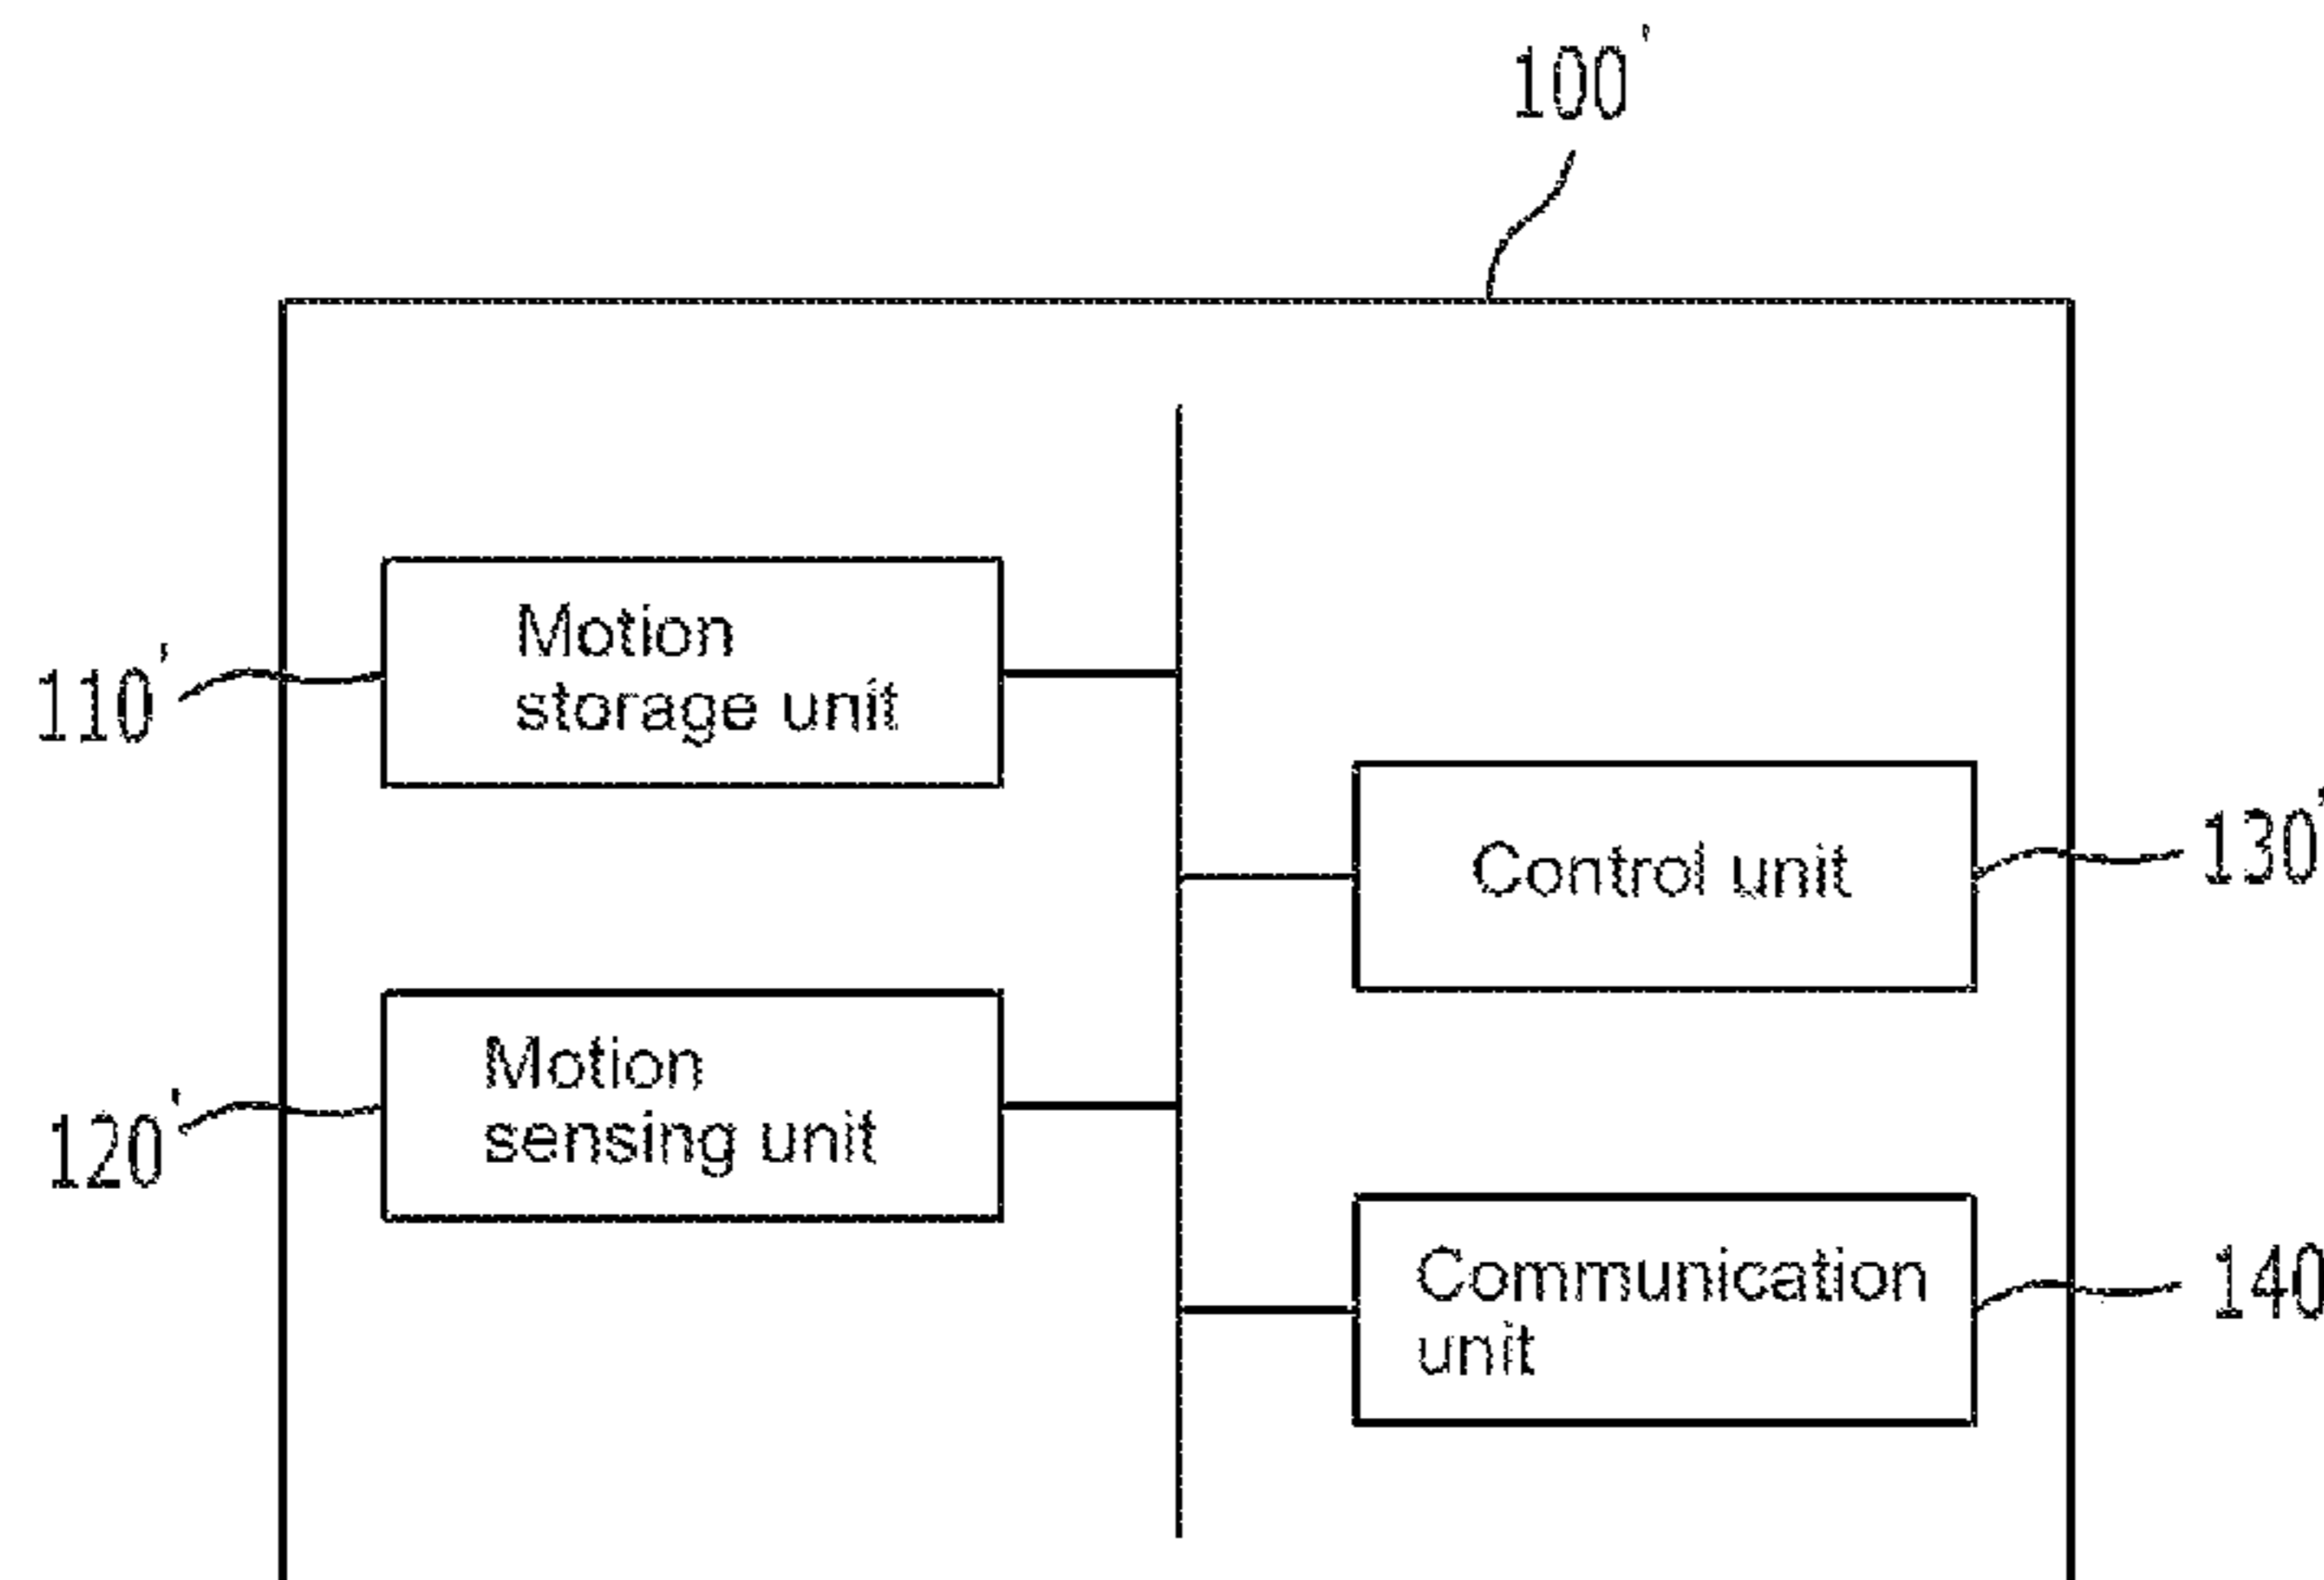 100'
Motion
storage unit
110'
Control unit
130'
Motion
sensing unit
120'
Communication
unit
140